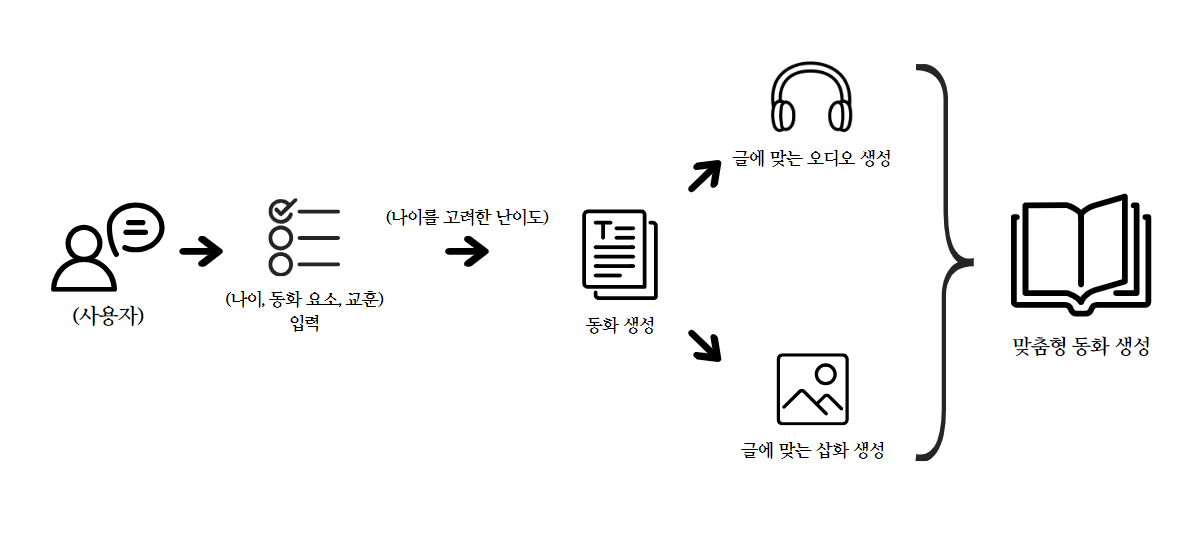 (사용자)
(나이, 동화 요소, 교훈)
입력
(나이를 고려한 난이도)
T
동화 생성
글에 맞는 오디오 생성
글에 맞는 삽화 생성
맞춤형 동화 생성